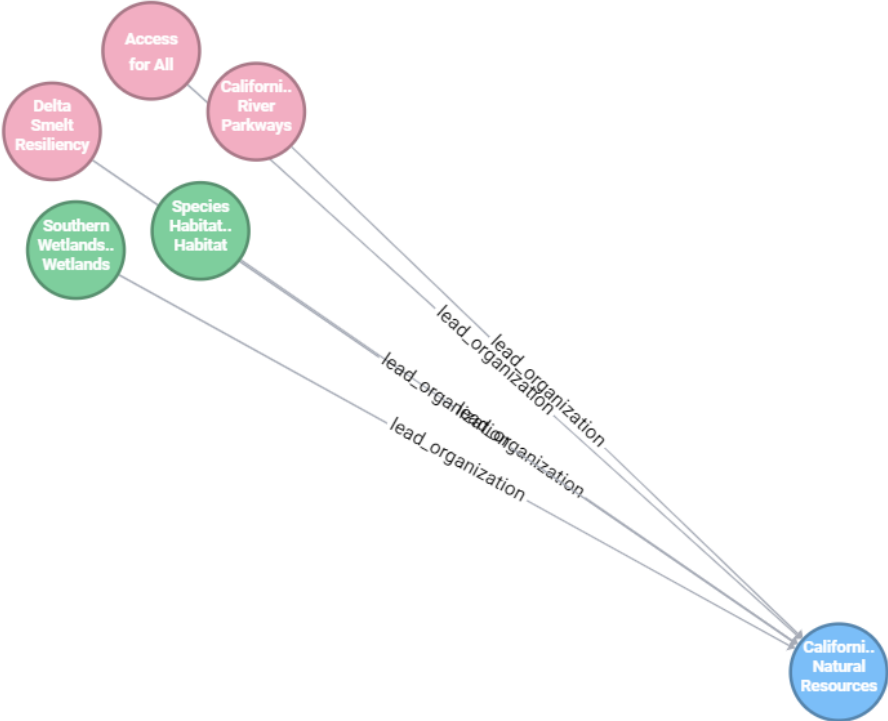 Access
for All
Californi..
River
Parkways
Delta
Smelt
Resiliency
Species
Habitat..
Habitat
Southern
Wetlands..
Wetlands
lead_organization
lead_organization
lead_organization
lead_organization
lead_organization
Californi..
Natural
Resources